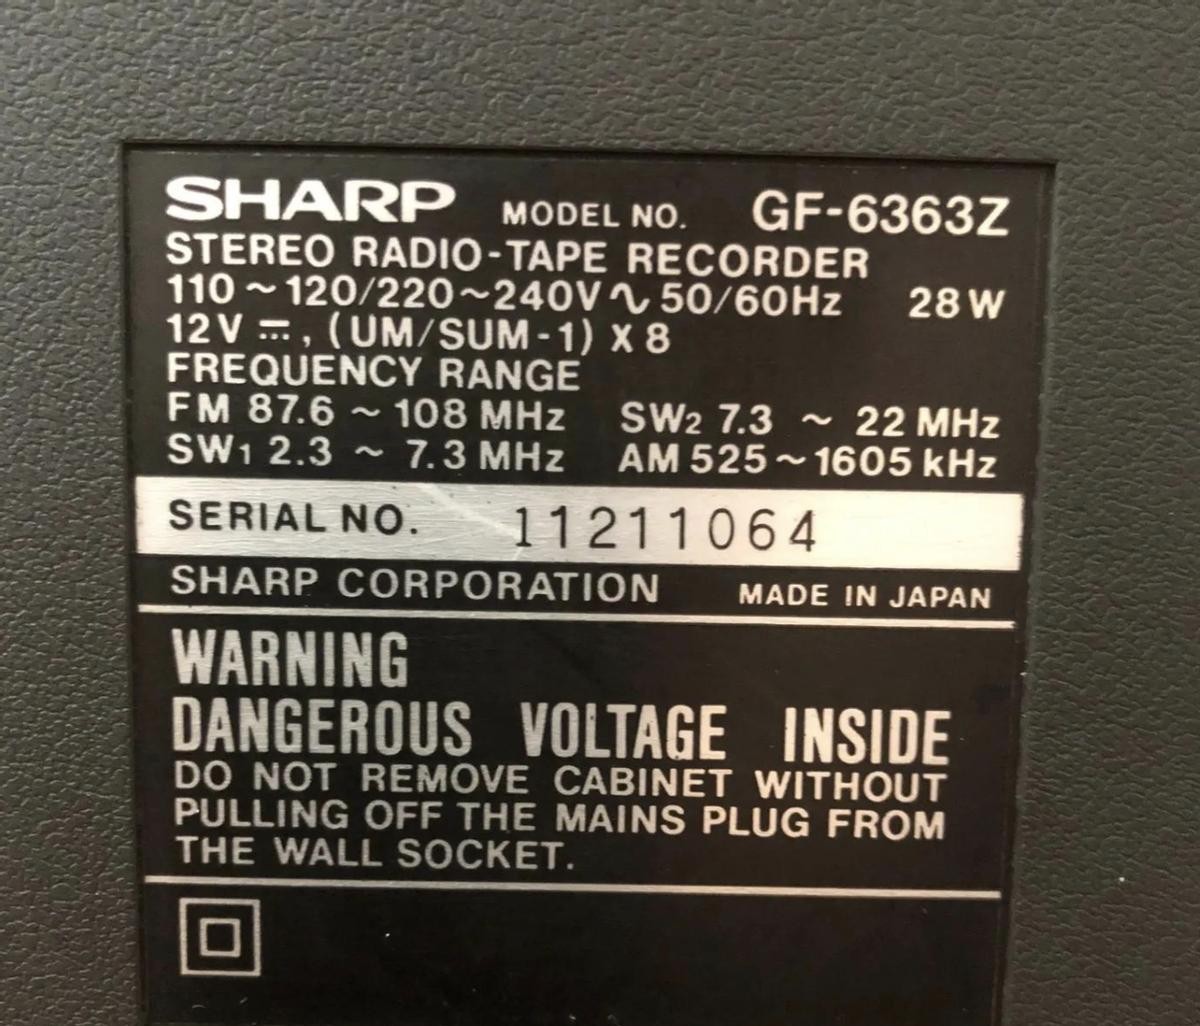 SHARP MODEL NO. GF-6363Z
STEREO RADIO-TAPE RECORDER
110~120/220~240V∿50/60Hz 28W
12V ⎓, (UM/SUM-1) X 8
FREQUENCY RANGE
FM 87.6 ~ 108 MHz SW2 7.3 ~ 22 MHz
SW1 2.3 ~ 7.3 MHz AM 525~1605 kHz
SERIAL NO. 11211064
SHARP CORPORATION MADE IN JAPAN
WARNING
DANGEROUS VOLTAGE INSIDE
DO NOT REMOVE CABINET WITHOUT
PULLING OFF THE MAINS PLUG FROM
THE WALL SOCKET.